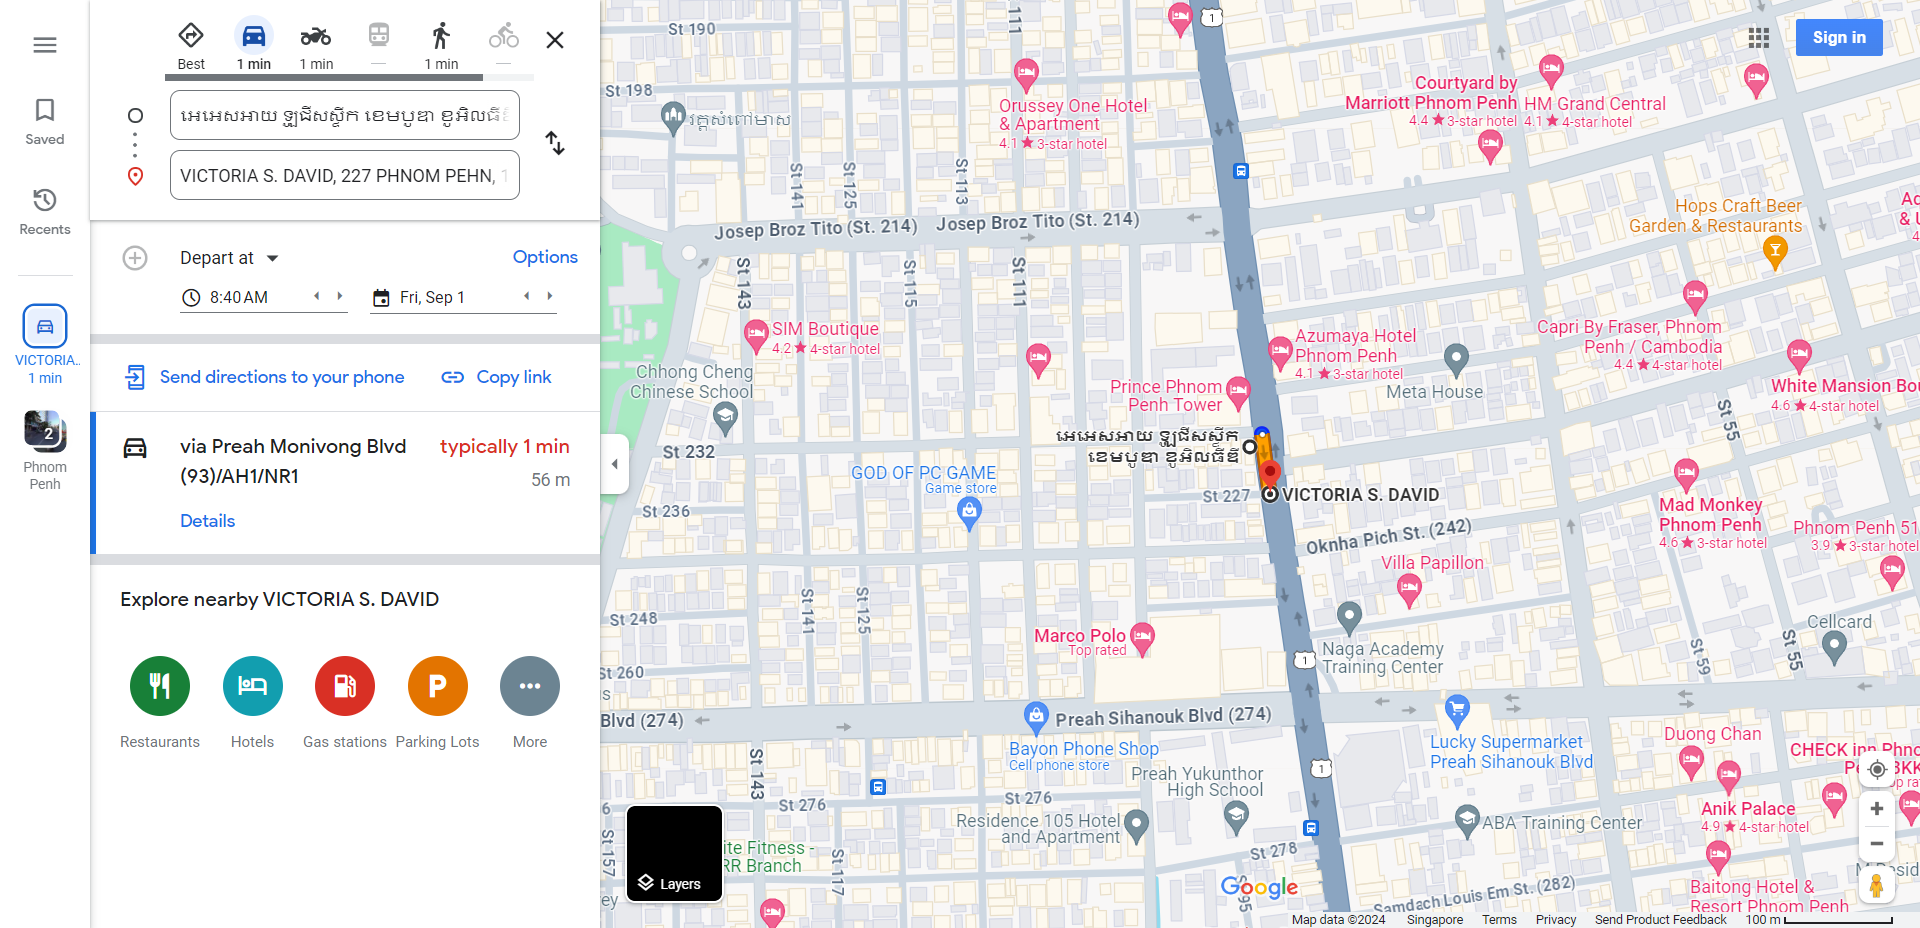 Saved
Recents
VICTORIA..
1 min
2
Phnom
Penh
Best
1 min
1 min
—
1 min
—
អេអេសអាយ ឡូជីសស្ទីក ខេមបូឌា ខូអិលធីឌី
VICTORIA S. DAVID, 227 PHNOM PEHN, 1
Depart at
Options
8:40 AM
Fri, Sep 1
Send directions to your phone
Copy link
via Preah Monivong Blvd
(93)/AH1/NR1
typically 1 min
56 m
Details
Explore nearby VICTORIA S. DAVID
Restaurants
Hotels
Gas stations
Parking Lots
More
Sign in
St 190
111
1
St 198
វត្តសំពៅមាស
Orussey One Hotel
& Apartment
4.1★3-star hotel
Courtyard by
Marriott Phnom Penh
4.4★3-star hotel
HM Grand Central
4.1★4-star hotel
St 141
St 125
St 113
Josep Broz Tito (St. 214)
Josep Broz Tito (St. 214)
Hops Craft Beer
Garden & Restaurants
St 143
St 115
St 111
SIM Boutique
4.2★4-star hotel
Azumaya Hotel
Phnom Penh
4.1★3-star hotel
Capri By Fraser, Phnom
Penh / Cambodia
4.4★4-star hotel
Chhong Cheng
Chinese School
Prince Phnom
Penh Tower
Meta House
White Mansion Bou
4.6★4-star hotel
St 55
អេអេសអាយ ឡូជីសស្ទីក
ខេមបូឌា ខូអិលធីឌី
St 232
GOD OF PC GAME
Game store
St 227
VICTORIA S. DAVID
St 236
Oknha Pich St. (242)
Mad Monkey
Phnom Penh
4.6★3-star hotel
Phnom Penh 51
3.9★3-star hotel
Villa Papillon
St 248
St 141
St 125
Marco Polo
Top rated
Naga Academy
Training Center
1
Cellcard
St 59
St 55
St 260
Blvd (274)
Preah Sihanouk Blvd (274)
Bayon Phone Shop
Cell phone store
Lucky Supermarket
Preah Sihanouk Blvd
Duong Chan
CHECK inn Phno
St 143
Preah Yukunthor
High School
1
St 276
St 276
Residence 105 Hotel
and Apartment
ABA Training Center
Anik Palace
4.9★4-star hotel
St 157
ite Fitness -
RR Branch
St 117
St 278
Samdach Louis Em St. (282)
Baitong Hotel &
Resort Phnom Penh
Layers
Google
Map data ©2024
Singapore
Terms
Privacy
Send Product Feedback
100 m